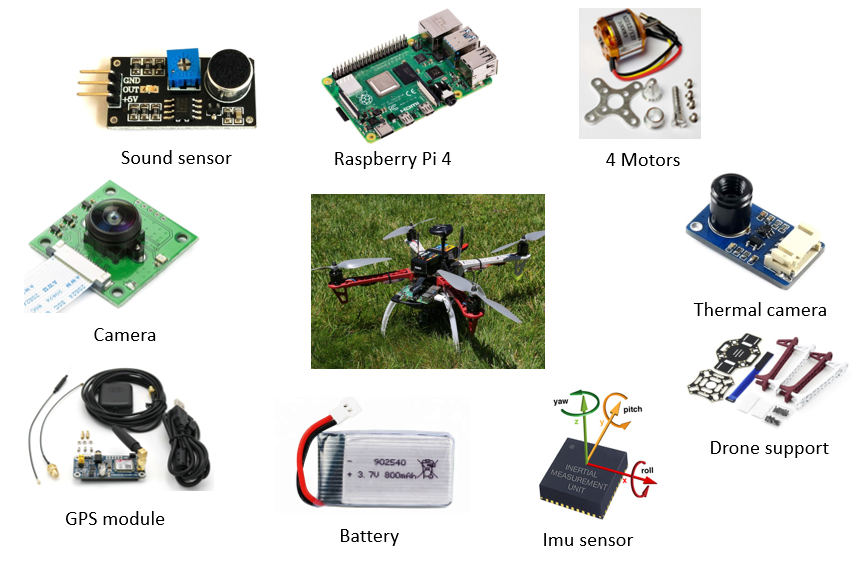 GND
OUT
+5V
Sound sensor
Raspberry Pi 4
4 Motors
Camera
Thermal camera
GPS module
- 902540
+ 3.7V 800mAh
Battery
yaw
pitch
z
y
INERTIAL
MEASUREMENT
UNIT
roll
x
Imu sensor
Drone support